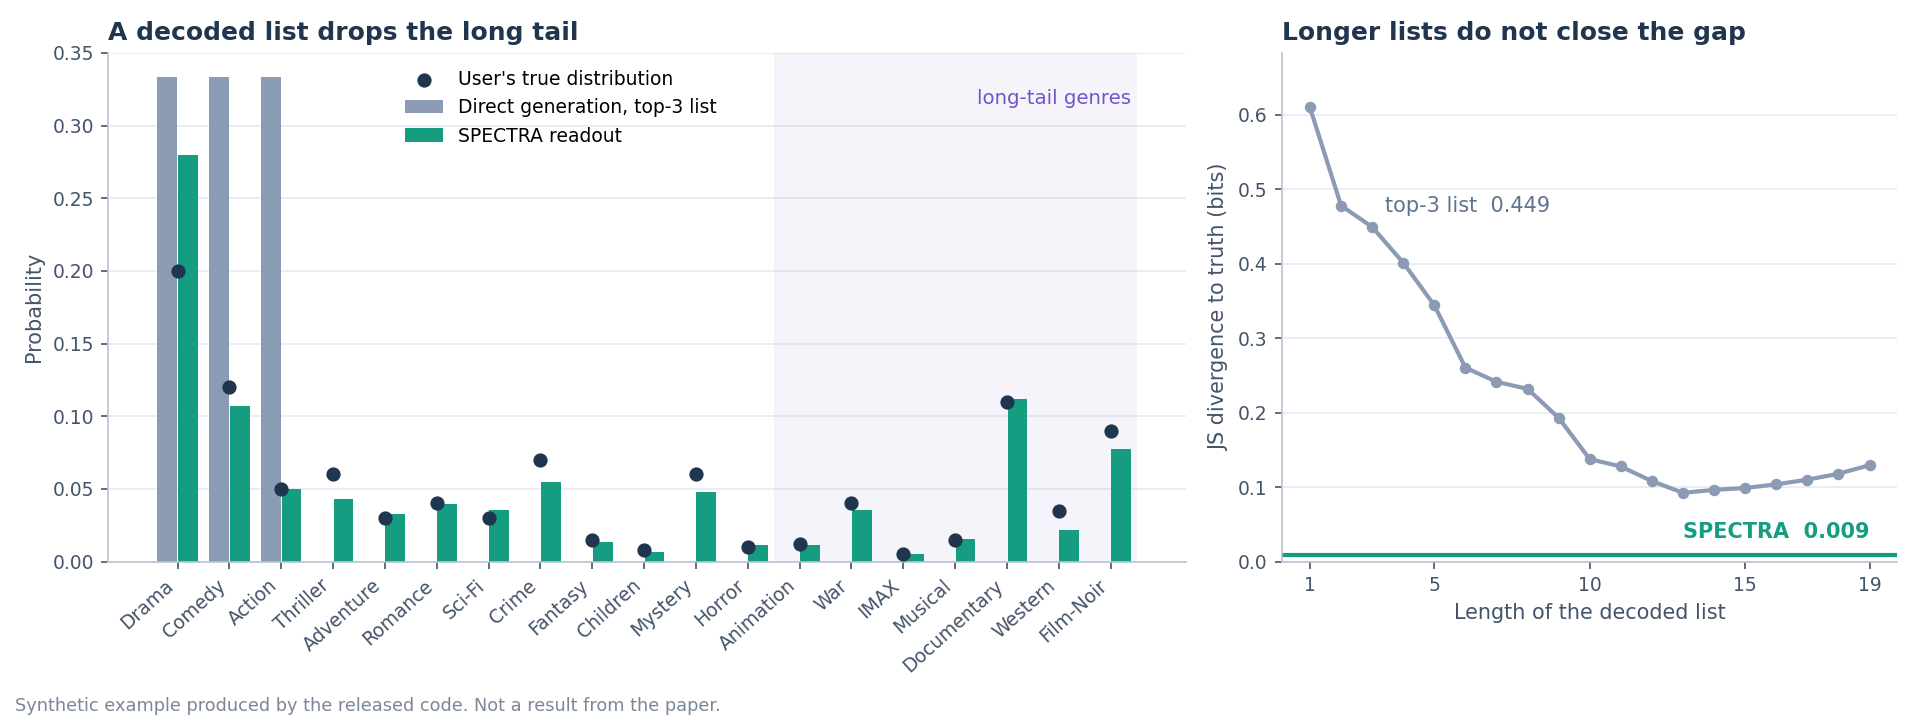 A decoded list drops the long tail
0.35
0.30
0.25
0.20
0.15
0.10
0.05
0.00
Probability
User's true distribution
Direct generation, top-3 list
SPECTRA readout
long-tail genres
Drama
Comedy
Action
Thriller
Adventure
Romance
Sci-Fi
Crime
Fantasy
Children
Mystery
Horror
Animation
War
IMAX
Musical
Documentary
Western
Film-Noir
Longer lists do not close the gap
JS divergence to truth (bits)
0.6
0.5
0.4
0.3
0.2
0.1
0.0
top-3 list 0.449
SPECTRA 0.009
1 5 10 15 19
Length of the decoded list
Synthetic example produced by the released code. Not a result from the paper.